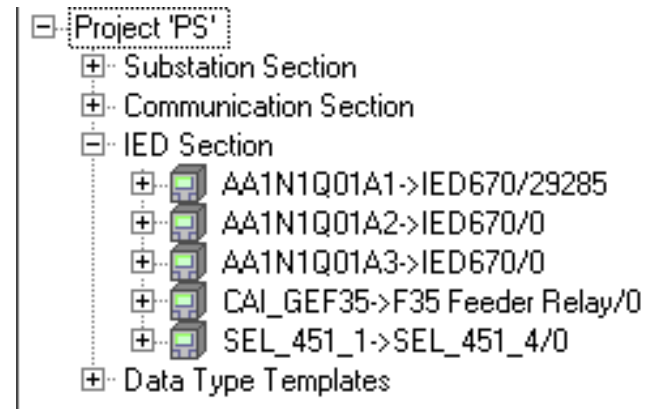 Project 'PS'
Substation Section
Communication Section
IED Section
AA1N1Q01A1->IED670/29285
AA1N1Q01A2->IED670/0
AA1N1Q01A3->IED670/0
CAI_GEF35->F35 Feeder Relay/0
SEL_451_1->SEL_451_4/0
Data Type Templates